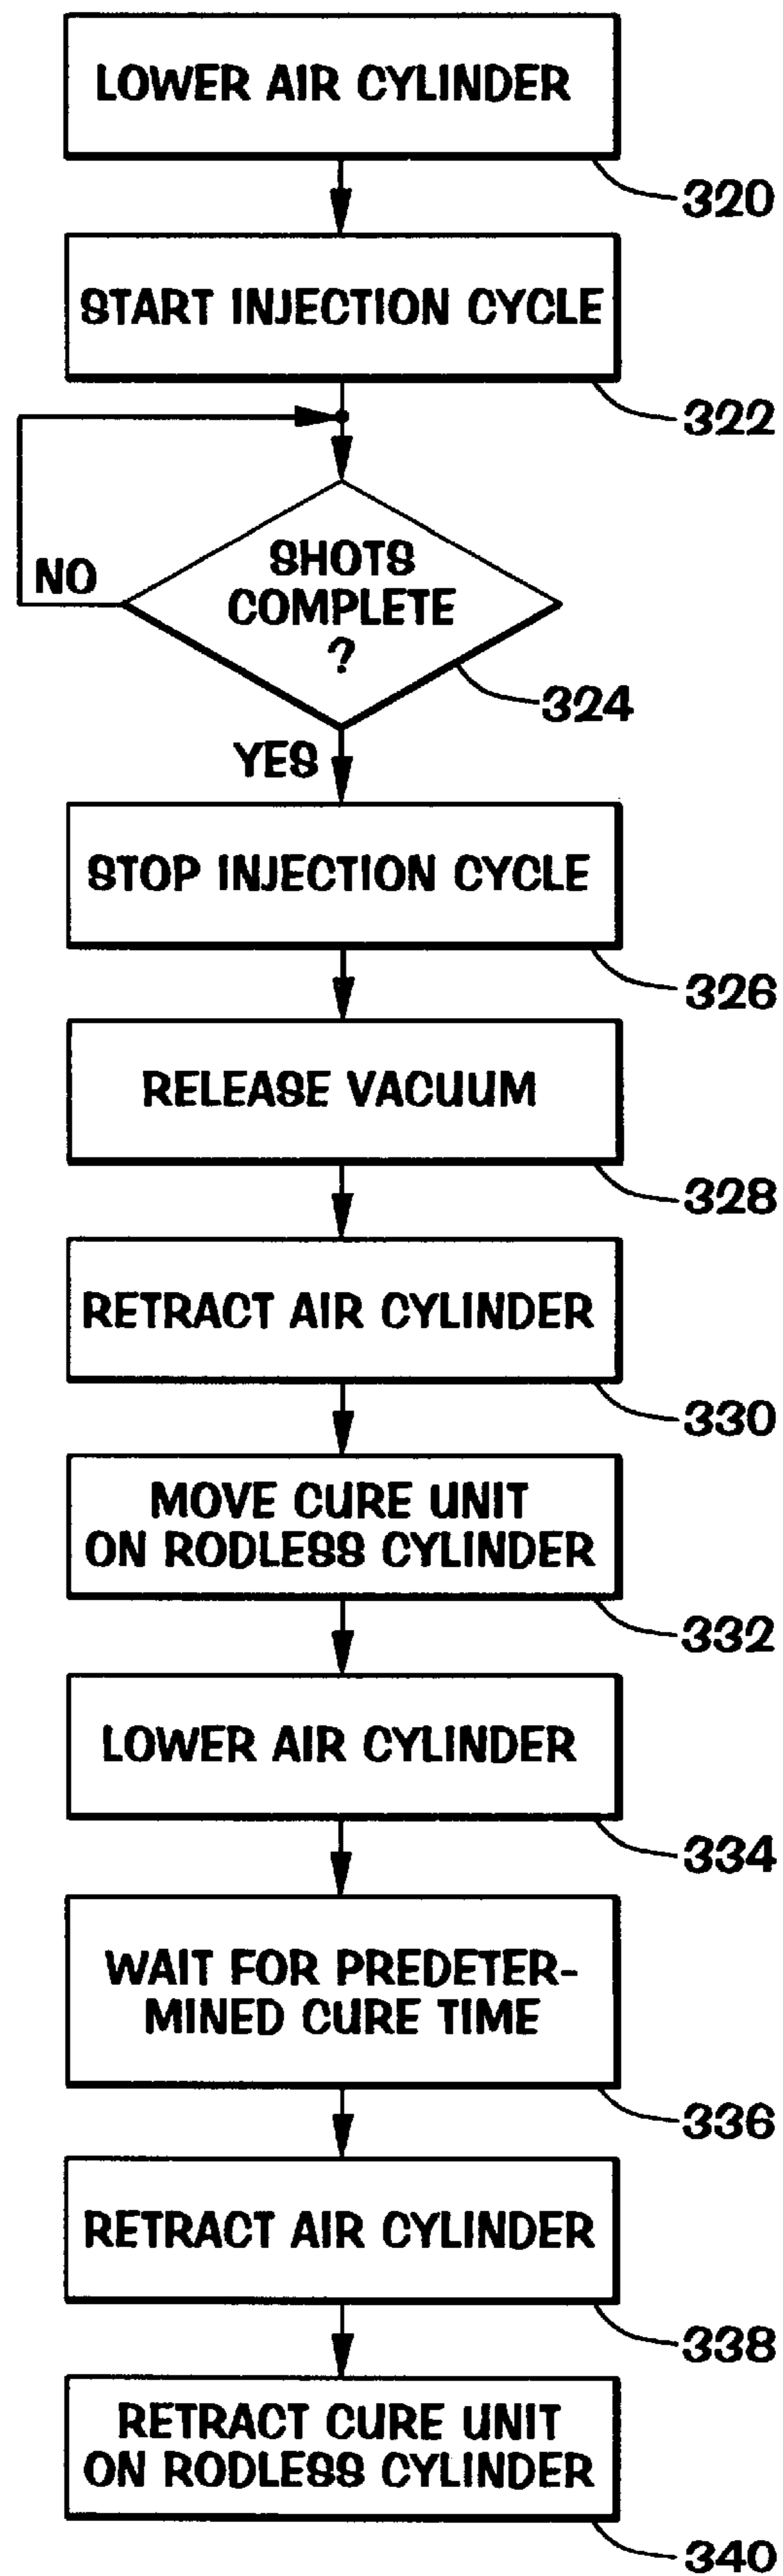 LOWER AIR CYLINDER
320
START INJECTION CYCLE
322
SHOTS
COMPLETE
?
NO
324
YES
STOP INJECTION CYCLE
326
RELEASE VACUUM
328
RETRACT AIR CYLINDER
330
MOVE CURE UNIT
ON RODLESS CYLINDER
332
LOWER AIR CYLINDER
334
WAIT FOR PREDETER-
MINED CURE TIME
336
RETRACT AIR CYLINDER
338
RETRACT CURE UNIT
ON RODLESS CYLINDER
340